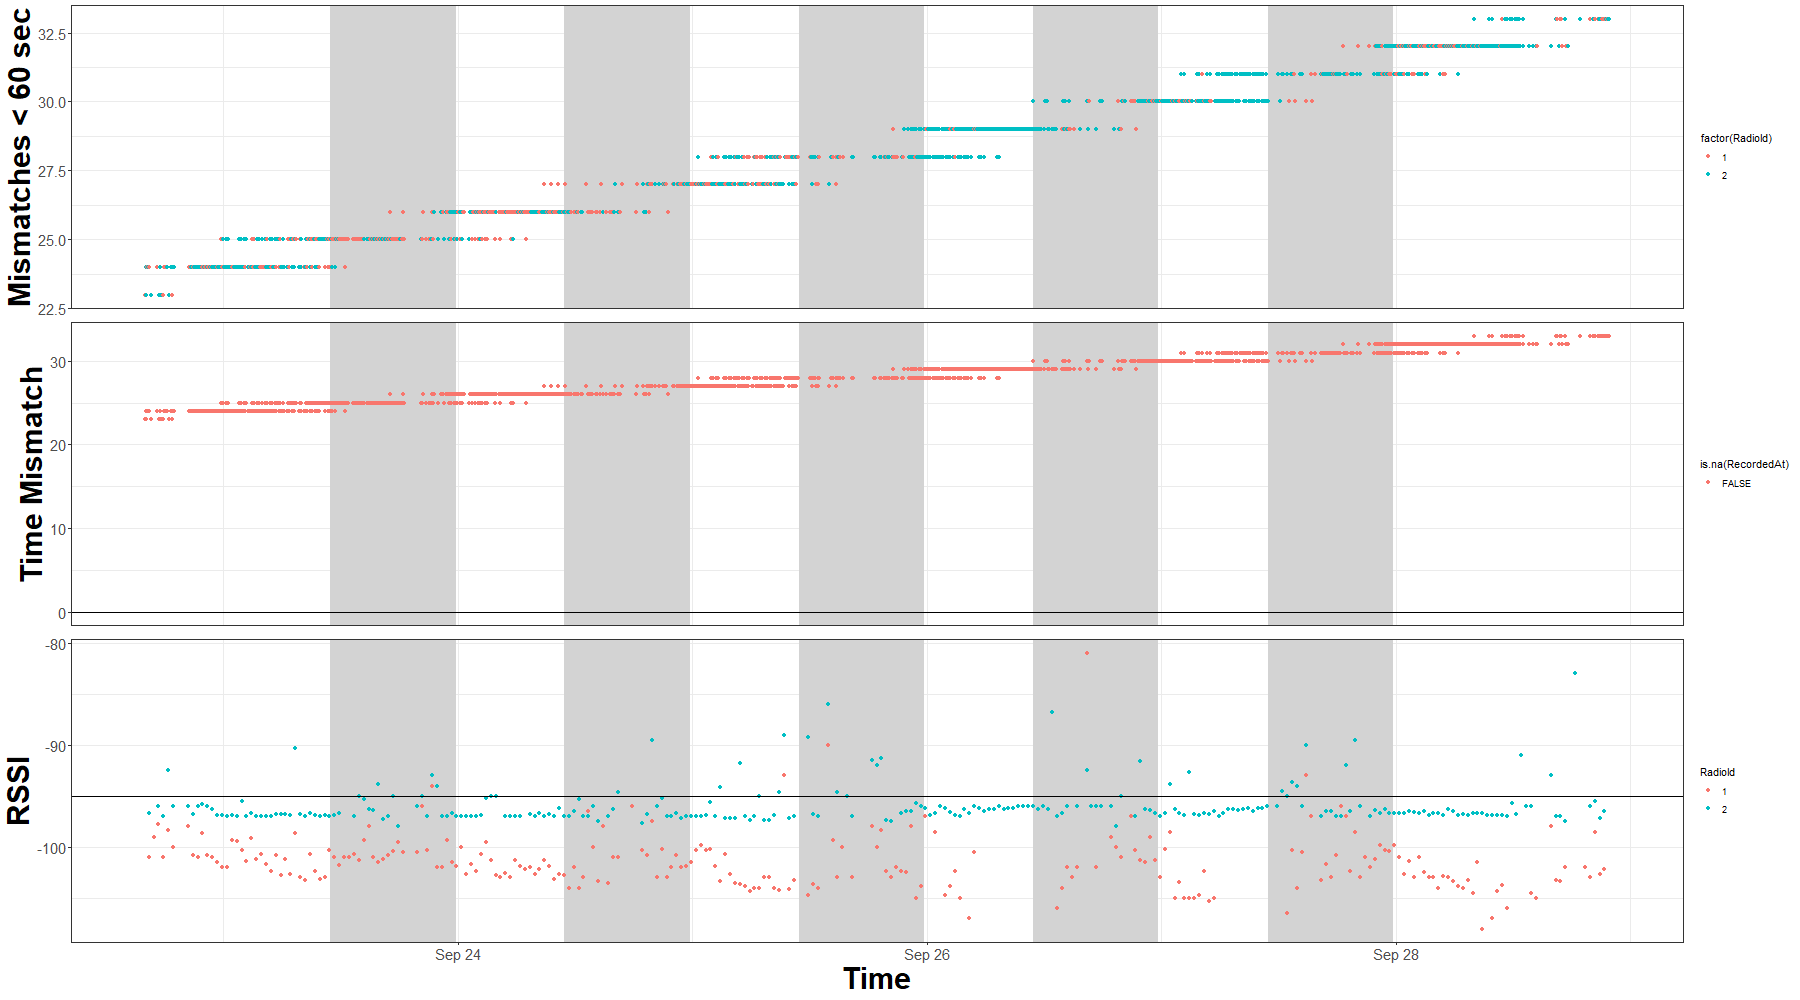 Mismatches < 60 sec
32.5
30.0
27.5
25.0
22.5
factor(RadioId)
1
2
Time Mismatch
30
20
10
0
is.na(RecordedAt)
FALSE
RSSI
-80
-90
-100
RadioId
1
2
Sep 24
Sep 26
Sep 28
Time